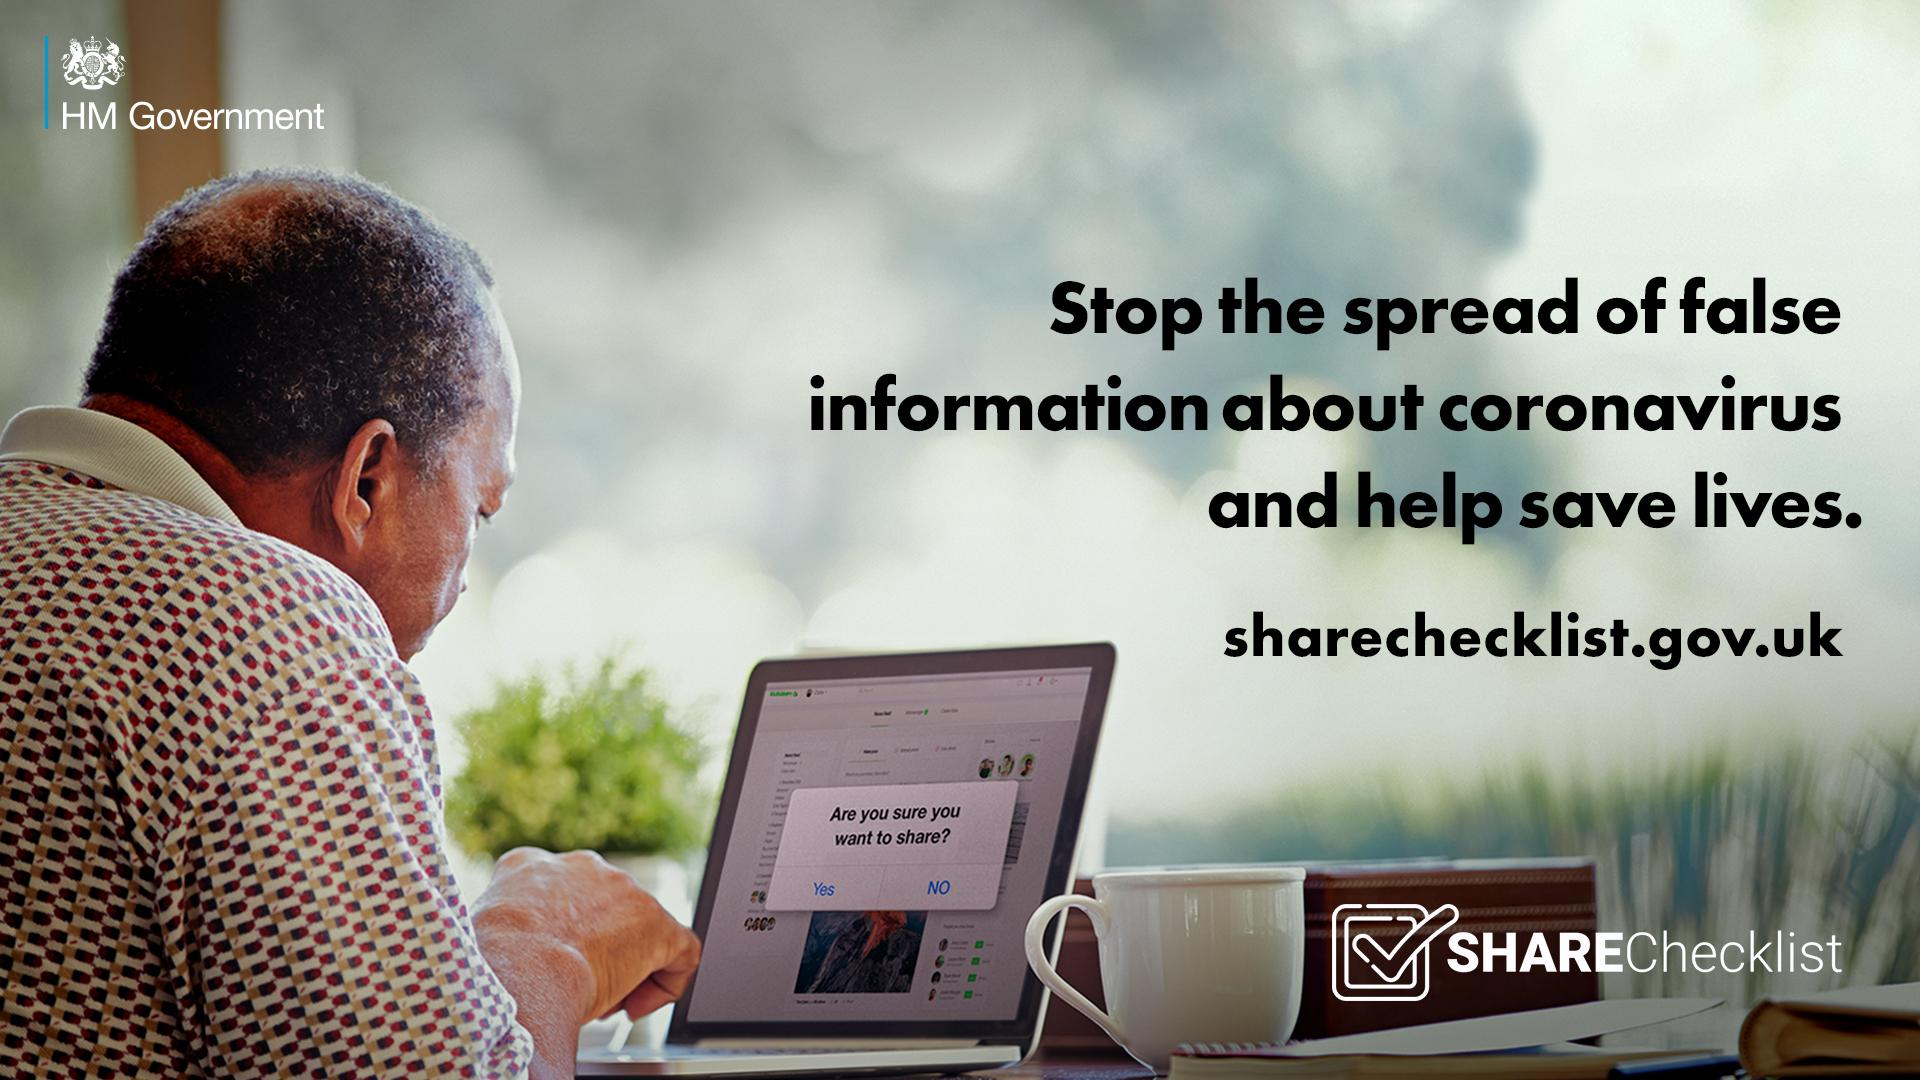 HM Government
Stop the spread of false
information about coronavirus
and help save lives.
sharechecklist.gov.uk
Are you sure you
want to share?
Yes
NO
SHAREChecklist